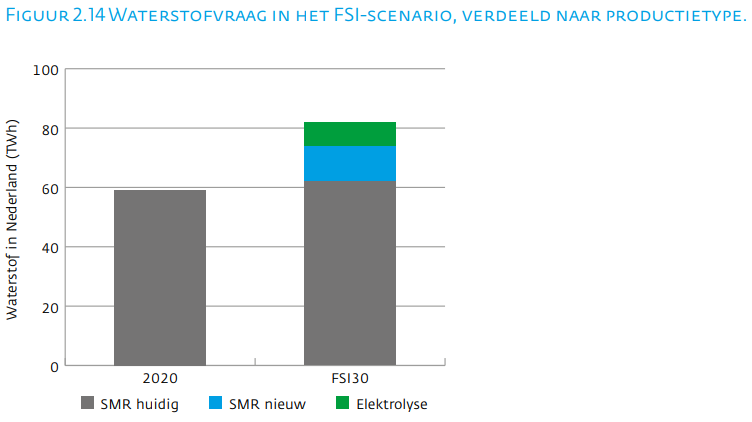 Figuur 2.14 Waterstofvraag in het FSI-scenario, verdeeld naar productietype.
100
80
60
40
20
0
Waterstof in Nederland (TWh)
2020 FSI30
SMR huidig SMR nieuw Elektrolyse